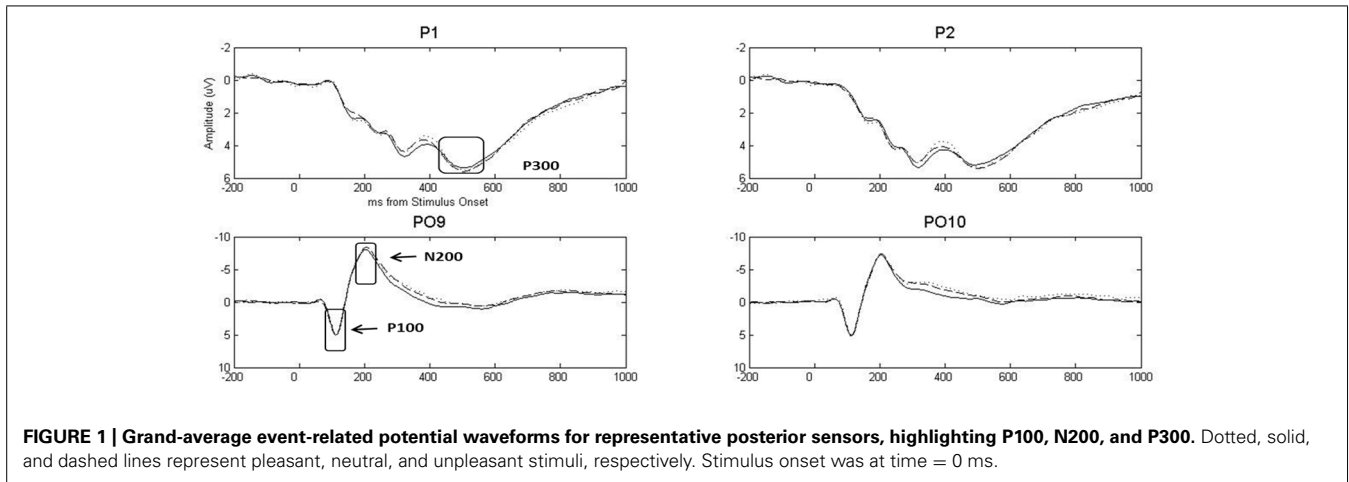 P1
P2
-2
0
2
4
6
Amplitude (uV)
P300
-200 0 200 400 600 800 1000
ms from Stimulus Onset
-2
0
2
4
6
-200 0 200 400 600 800 1000
PO9
PO10
-10
-5
0
5
10
N200
P100
-200 0 200 400 600 800 1000
-10
-5
0
5
10
-200 0 200 400 600 800 1000
FIGURE 1 | Grand-average event-related potential waveforms for representative posterior sensors, highlighting P100, N200, and P300. Dotted, solid,
and dashed lines represent pleasant, neutral, and unpleasant stimuli, respectively. Stimulus onset was at time = 0 ms.